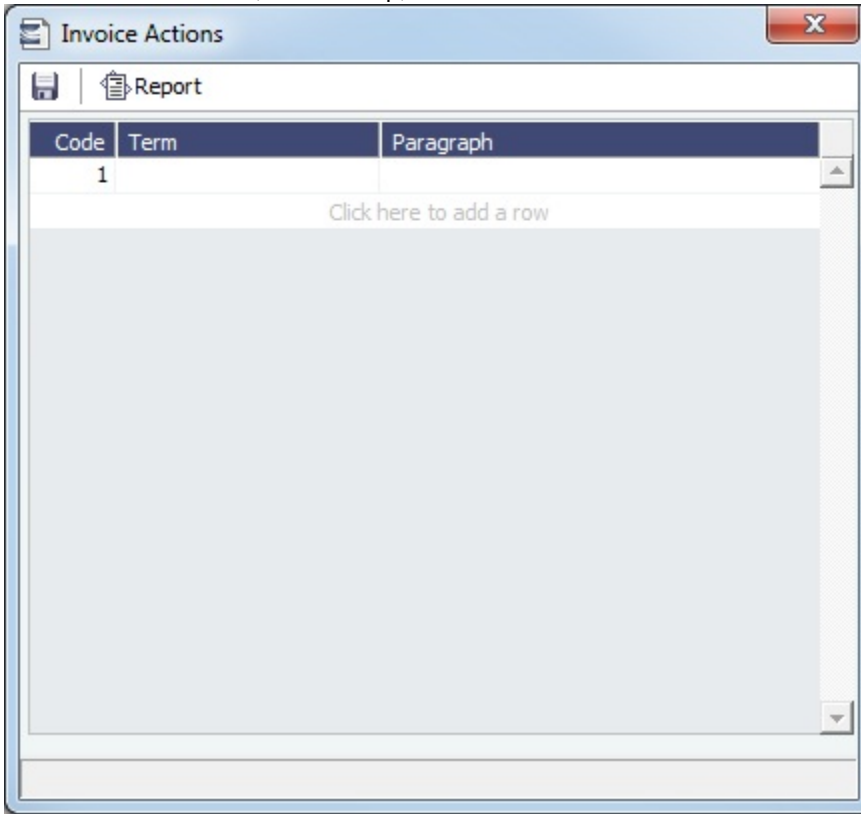 Invoice Actions
Report
Code Term Paragraph
1
Click here to add a row